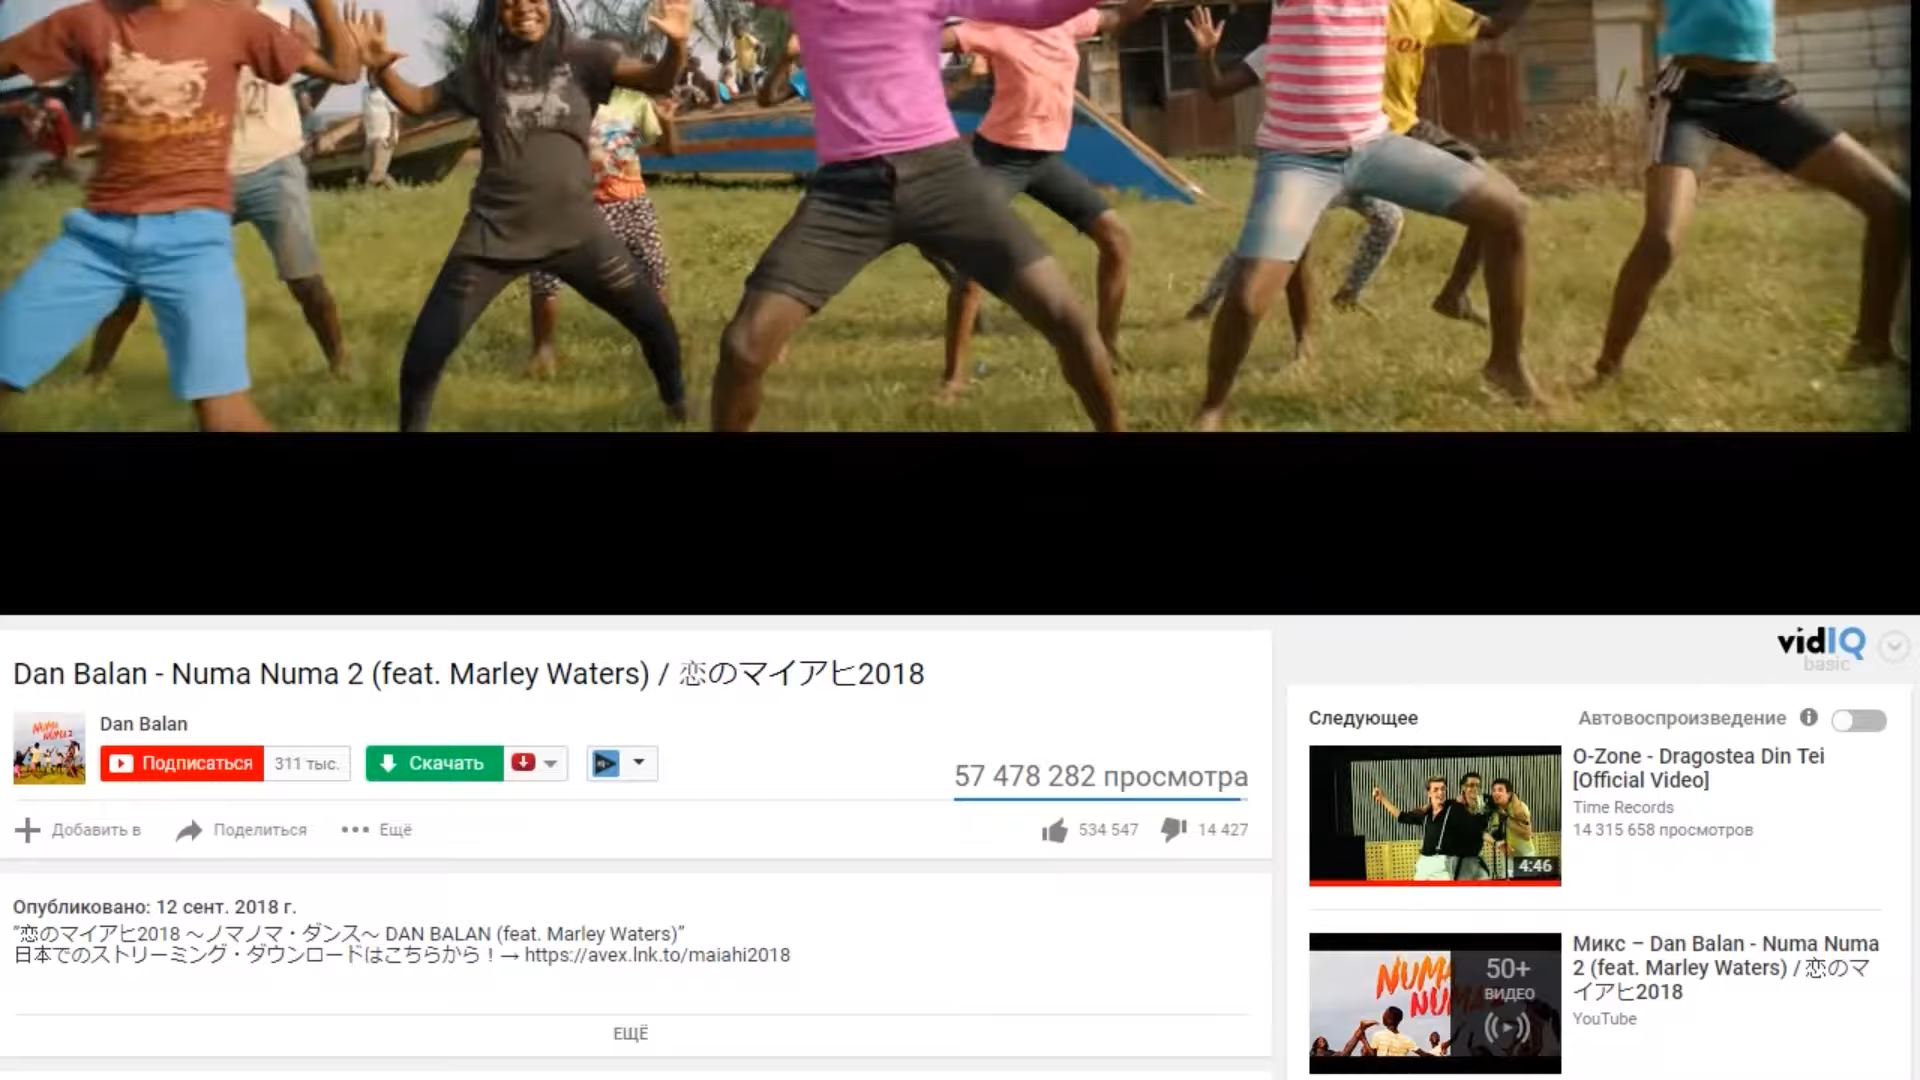 Dan Balan - Numa Numa 2 (feat. Marley Waters) / 恋のマイアヒ2018
Dan Balan
Подписаться 311 тыс. Скачать
57 478 282 просмотра
Добавить в Поделиться Ещё
534 547 14 427
Опубликовано: 12 сент. 2018 г.
"恋のマイアヒ2018 ～ノマノマ・ダンス～ DAN BALAN (feat. Marley Waters)"
日本でのストリーミング・ダウンロードはこちらから！→ https://avex.lnk.to/maiahi2018
ЕЩЁ
vidIQ
basic
Следующее Автовоспроизведение
4:46
O-Zone - Dragostea Din Tei
[Official Video]
Time Records
14 315 658 просмотров
50+
ВИДЕО
Микс – Dan Balan - Numa Numa
2 (feat. Marley Waters) / 恋のマ
イアヒ2018
YouTube